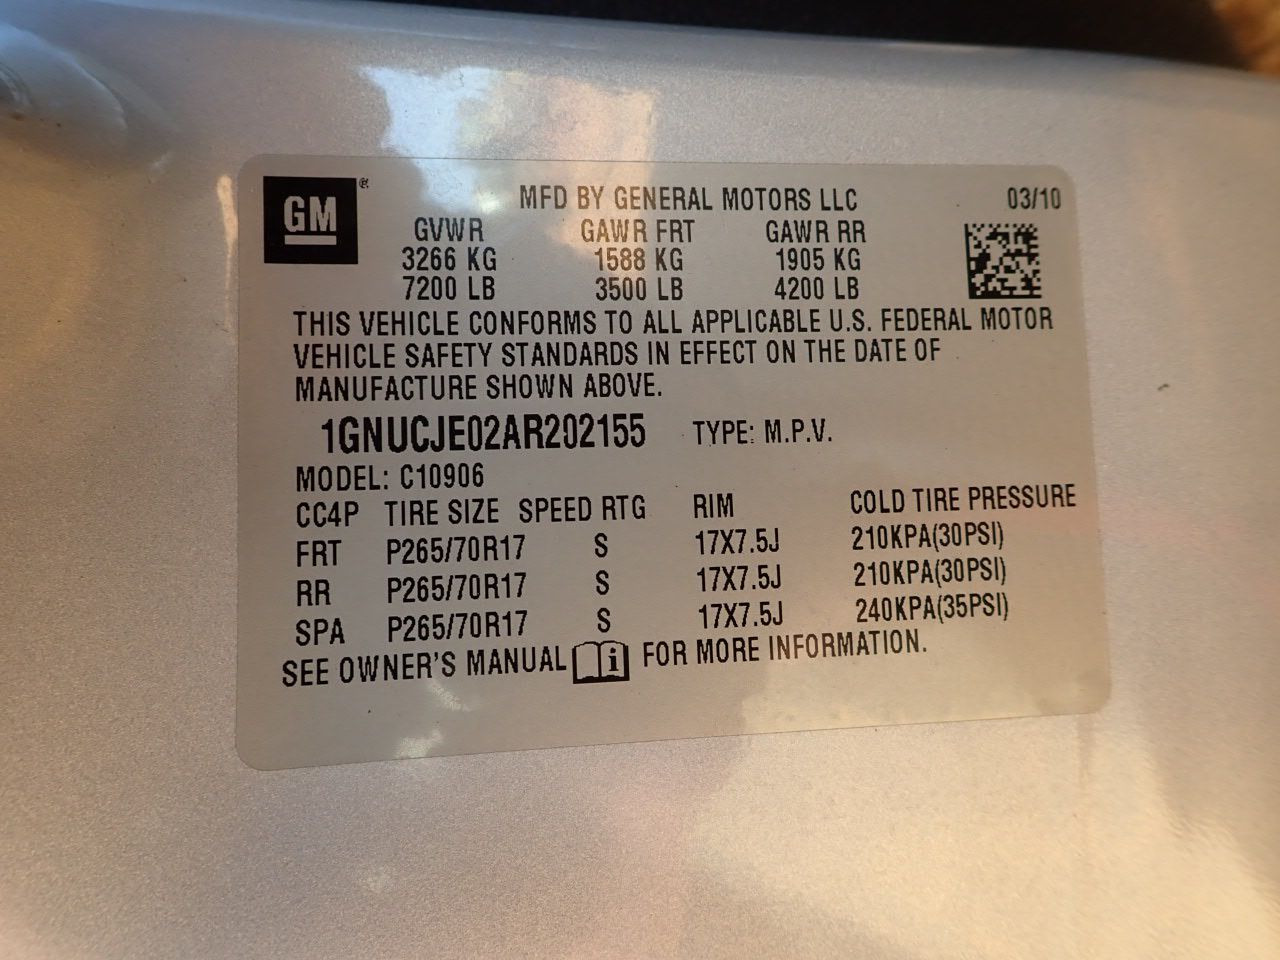 GM®
MFD BY GENERAL MOTORS LLC 03/10
GVWR GAWR FRT GAWR RR
3266 KG 1588 KG 1905 KG
7200 LB 3500 LB 4200 LB
THIS VEHICLE CONFORMS TO ALL APPLICABLE U.S. FEDERAL MOTOR
VEHICLE SAFETY STANDARDS IN EFFECT ON THE DATE OF
MANUFACTURE SHOWN ABOVE.
1GNUCJE02AR202155 TYPE: M.P.V.
MODEL: C10906
CC4P TIRE SIZE SPEED RTG RIM COLD TIRE PRESSURE
FRT P265/70R17 S 17X7.5J 210KPA(30PSI)
RR P265/70R17 S 17X7.5J 210KPA(30PSI)
SPA P265/70R17 S 17X7.5J 240KPA(35PSI)
SEE OWNER'S MANUAL i FOR MORE INFORMATION.